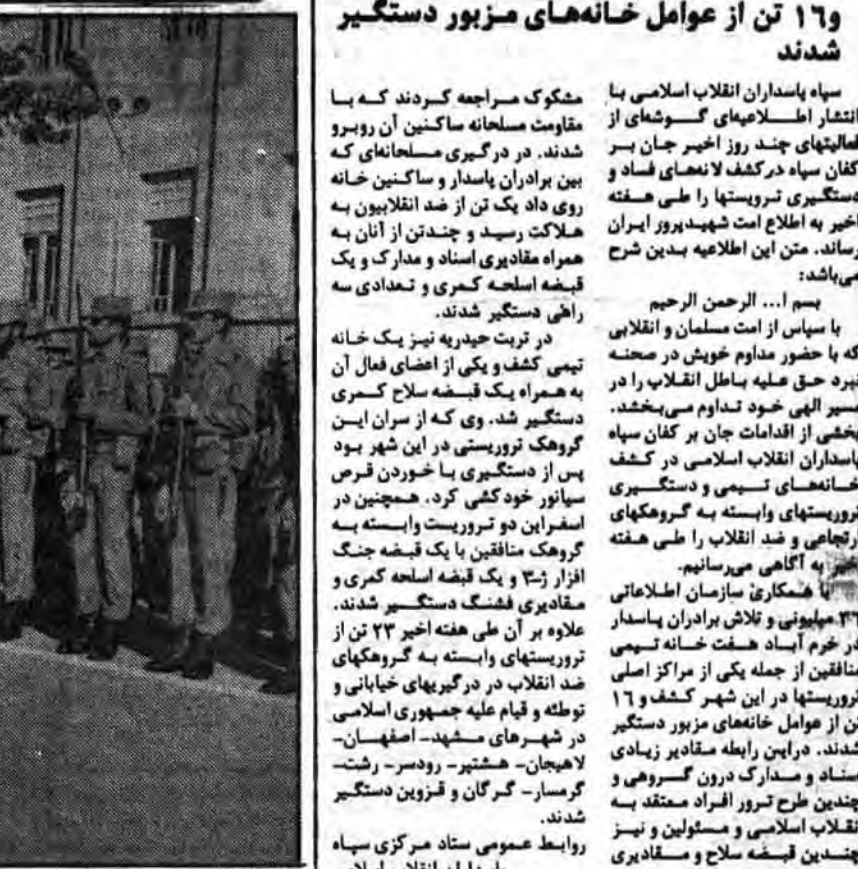 و۱۶ تن از عوامل خانه‌های مزبور دستگیر
شدند
سپاه پاسداران انقلاب اسلامی با
انتشار اطلاعیه‌ای گوشه‌ای از
فعالیتهای چند روز اخیر جان بر
کفان سپاه در کشف لانه‌های فساد و
دستگیری تروریستها را طی هفته
اخیر به اطلاع امت شهیدپرور ایران
رساند. متن این اطلاعیه بدین شرح
می‌باشد:
بسم ا... الرحمن الرحیم
با سپاس از امت مسلمان و انقلابی
که با حضور مداوم خویش در صحنه
نبرد حق علیه باطل انقلاب را در
مسیر الهی خود تداوم می‌بخشد.
بخشی از اقدامات جان بر کفان سپاه
پاسداران انقلاب اسلامی در کشف
خانه‌های تیمی و دستگیری
تروریستهای وابسته به گروهکهای
ارتجاعی و ضد انقلاب را طی هفته
اخیر به آگاهی می‌رسانیم.
با همکاری سازمان اطلاعاتی
۳۶ میلیونی و تلاش برادران پاسدار
در خرم آباد هفت خانه تیمی
منافقین از جمله یکی از مراکز اصلی
تروریستها در این شهر کشف و ۱۶
تن از عوامل خانه‌های مزبور دستگیر
شدند. دراین رابطه مقادیر زیادی
اسناد و مدارک درون گروهی و
چندین طرح ترور افراد معتقد به
انقلاب اسلامی و مسئولین و نیز
چندین قبضه سلاح و مقادیری
مشکوک مراجعه کردند که با
مقاومت مسلحانه ساکنین آن روبرو
شدند. در درگیری مسلحانه‌ای که
بین برادران پاسدار و ساکنین خانه
روی داد یک تن از ضد انقلابیون به
هلاکت رسید و چندتن از آنان به
همراه مقادیری اسناد و مدارک و یک
قبضه اسلحه کمری و تعدادی سه
راهی دستگیر شدند.
در تربت حیدریه نیز یک خانه
تیمی کشف و یکی از اعضای فعال آن
به همراه یک قبضه سلاح کمری
دستگیر شد. وی که از سران این
گروهک تروریستی در این شهر بود
پس از دستگیری با خوردن قرص
سیانور خودکشی کرد. همچنین در
اسفراین دو تروریست وابسته به
گروهک منافقین با یک قبضه جنگ
افزار ژ-۳ و یک قبضه اسلحه کمری و
مقادیری فشنگ دستگیر شدند.
علاوه بر آن طی هفته اخیر ۲۳ تن از
تروریستهای وابسته به گروهکهای
ضد انقلاب در درگیریهای خیابانی و
توطئه و قیام علیه جمهوری اسلامی
در شهرهای مشهد- اصفهان-
لاهیجان- هشتپر- رودسر- رشت-
گرمسار- گرگان و قزوین دستگیر
شدند.
روابط عمومی ستاد مرکزی سپاه
پاسداران انقلاب اسلامی